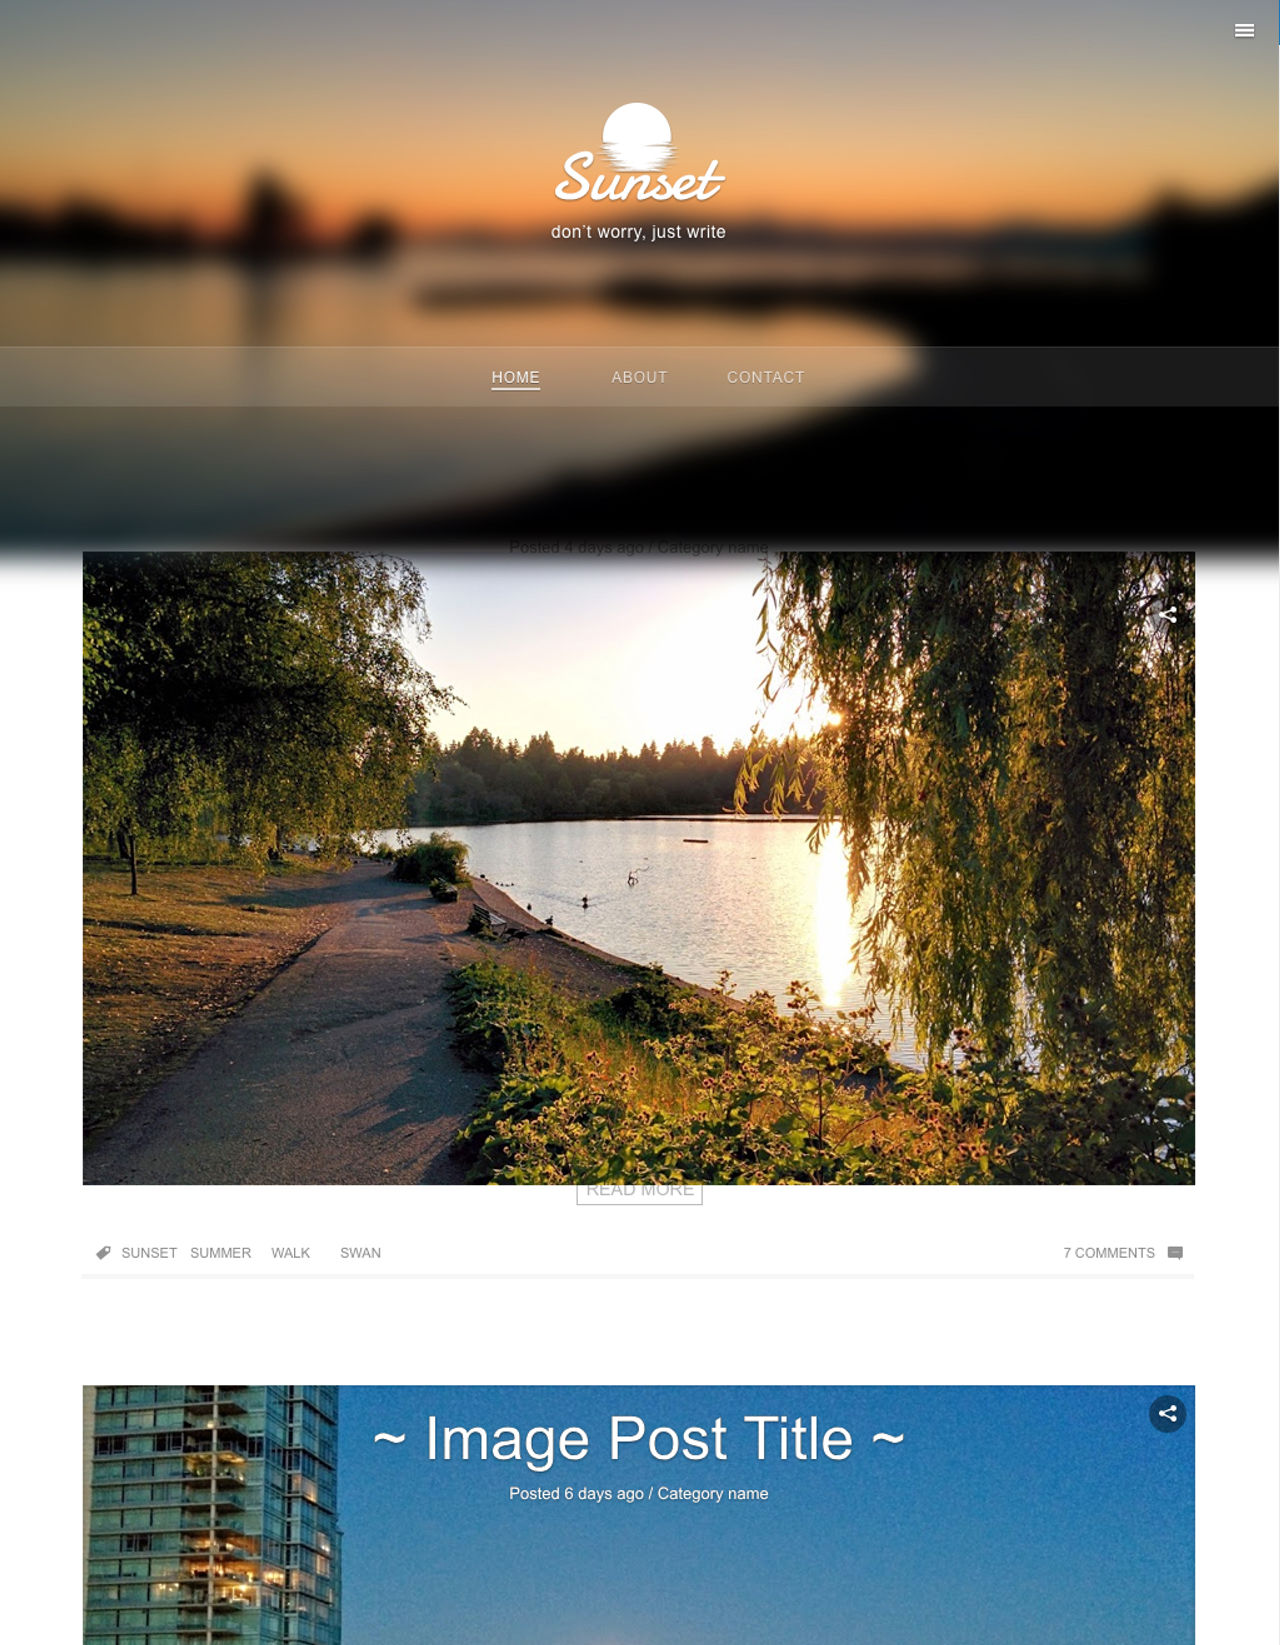 Sunset
don't worry, just write
HOME ABOUT CONTACT
Posted 4 days ago / Category name
READ MORE
SUNSET SUMMER WALK SWAN 7 COMMENTS
~ Image Post Title ~
Posted 6 days ago / Category name